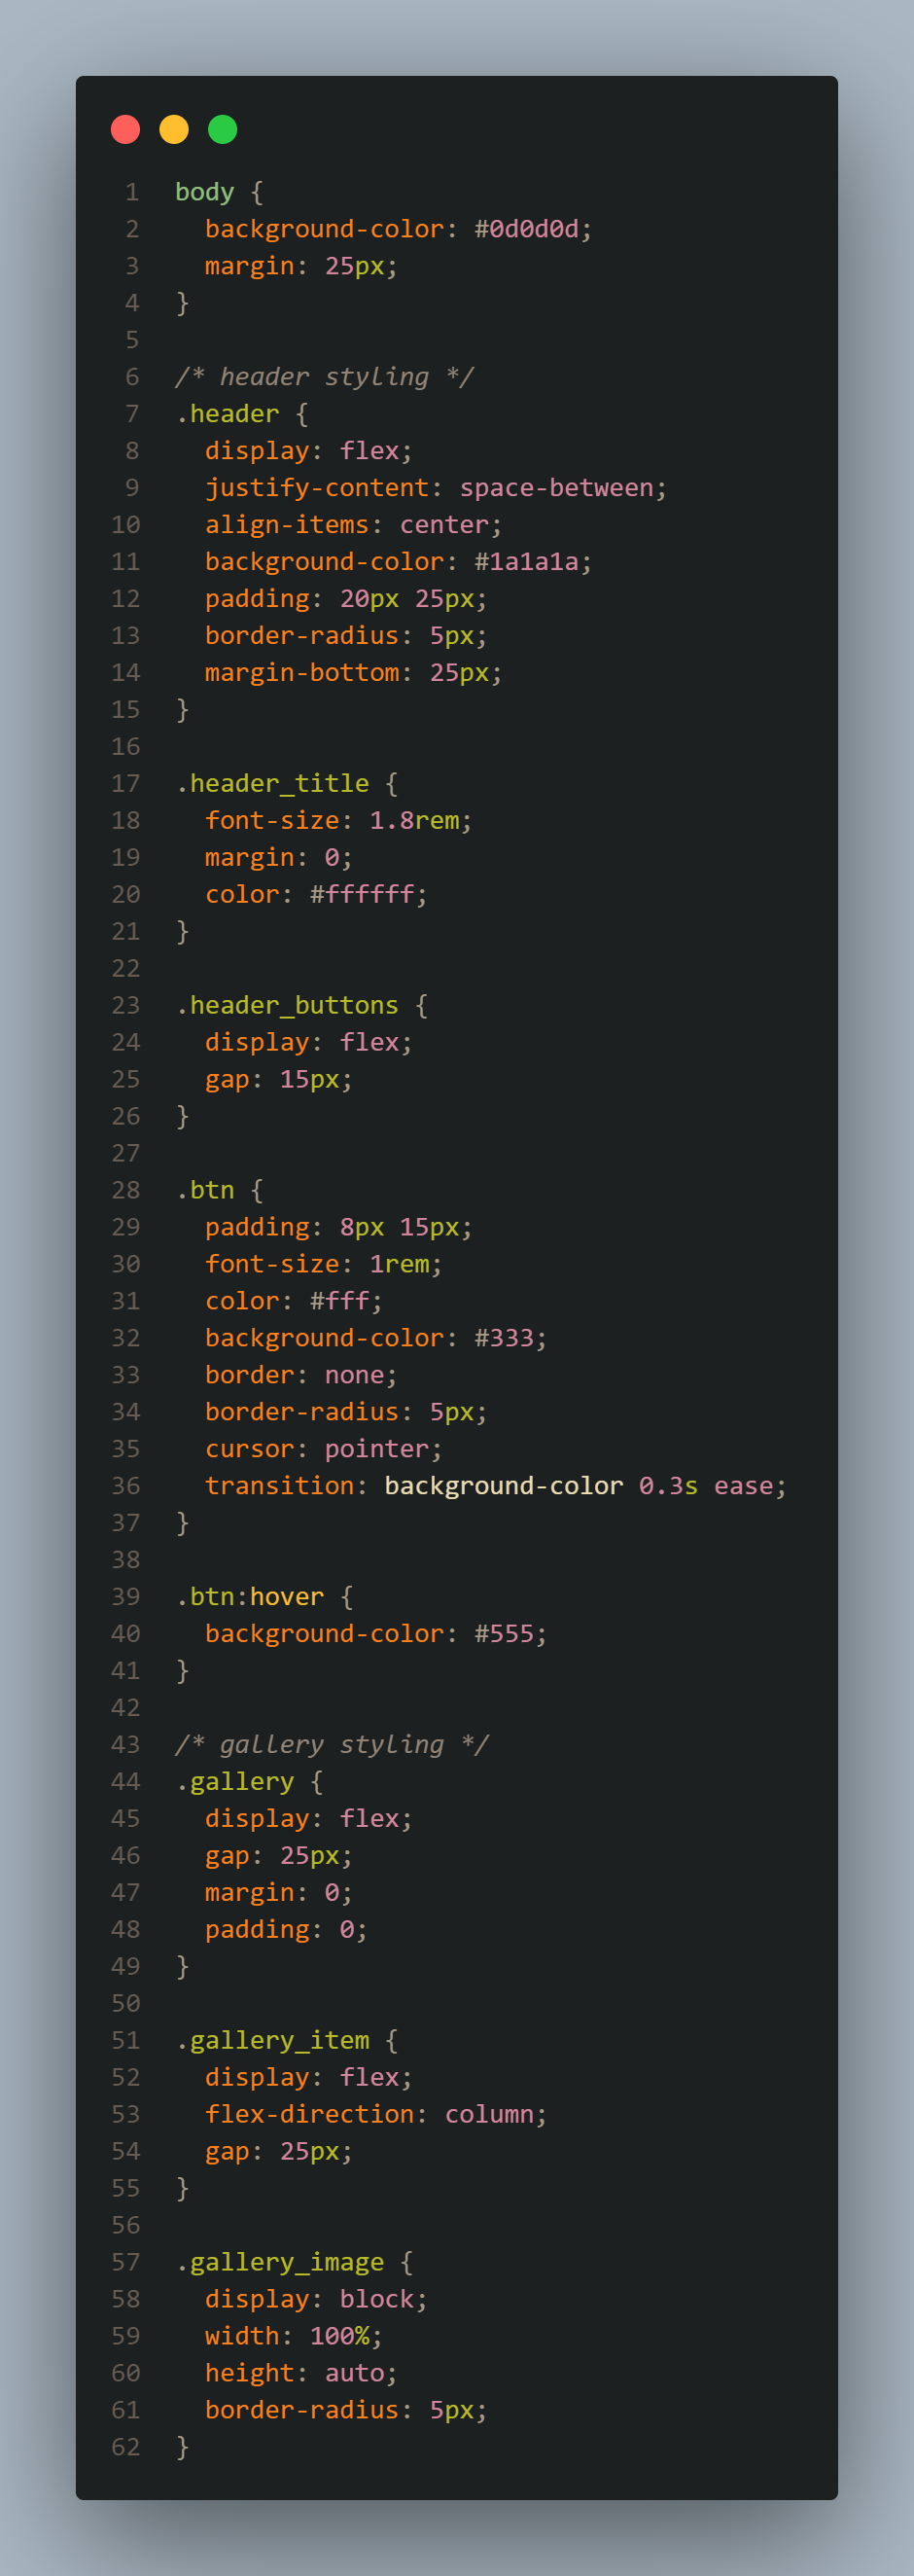 1 body {
2   background-color: #0d0d0d;
3   margin: 25px;
4 }
5
6 /* header styling */
7 .header {
8   display: flex;
9   justify-content: space-between;
10   align-items: center;
11   background-color: #1a1a1a;
12   padding: 20px 25px;
13   border-radius: 5px;
14   margin-bottom: 25px;
15 }
16
17 .header_title {
18   font-size: 1.8rem;
19   margin: 0;
20   color: #ffffff;
21 }
22
23 .header_buttons {
24   display: flex;
25   gap: 15px;
26 }
27
28 .btn {
29   padding: 8px 15px;
30   font-size: 1rem;
31   color: #fff;
32   background-color: #333;
33   border: none;
34   border-radius: 5px;
35   cursor: pointer;
36   transition: background-color 0.3s ease;
37 }
38
39 .btn:hover {
40   background-color: #555;
41 }
42
43 /* gallery styling */
44 .gallery {
45   display: flex;
46   gap: 25px;
47   margin: 0;
48   padding: 0;
49 }
50
51 .gallery_item {
52   display: flex;
53   flex-direction: column;
54   gap: 25px;
55 }
56
57 .gallery_image {
58   display: block;
59   width: 100%;
60   height: auto;
61   border-radius: 5px;
62 }